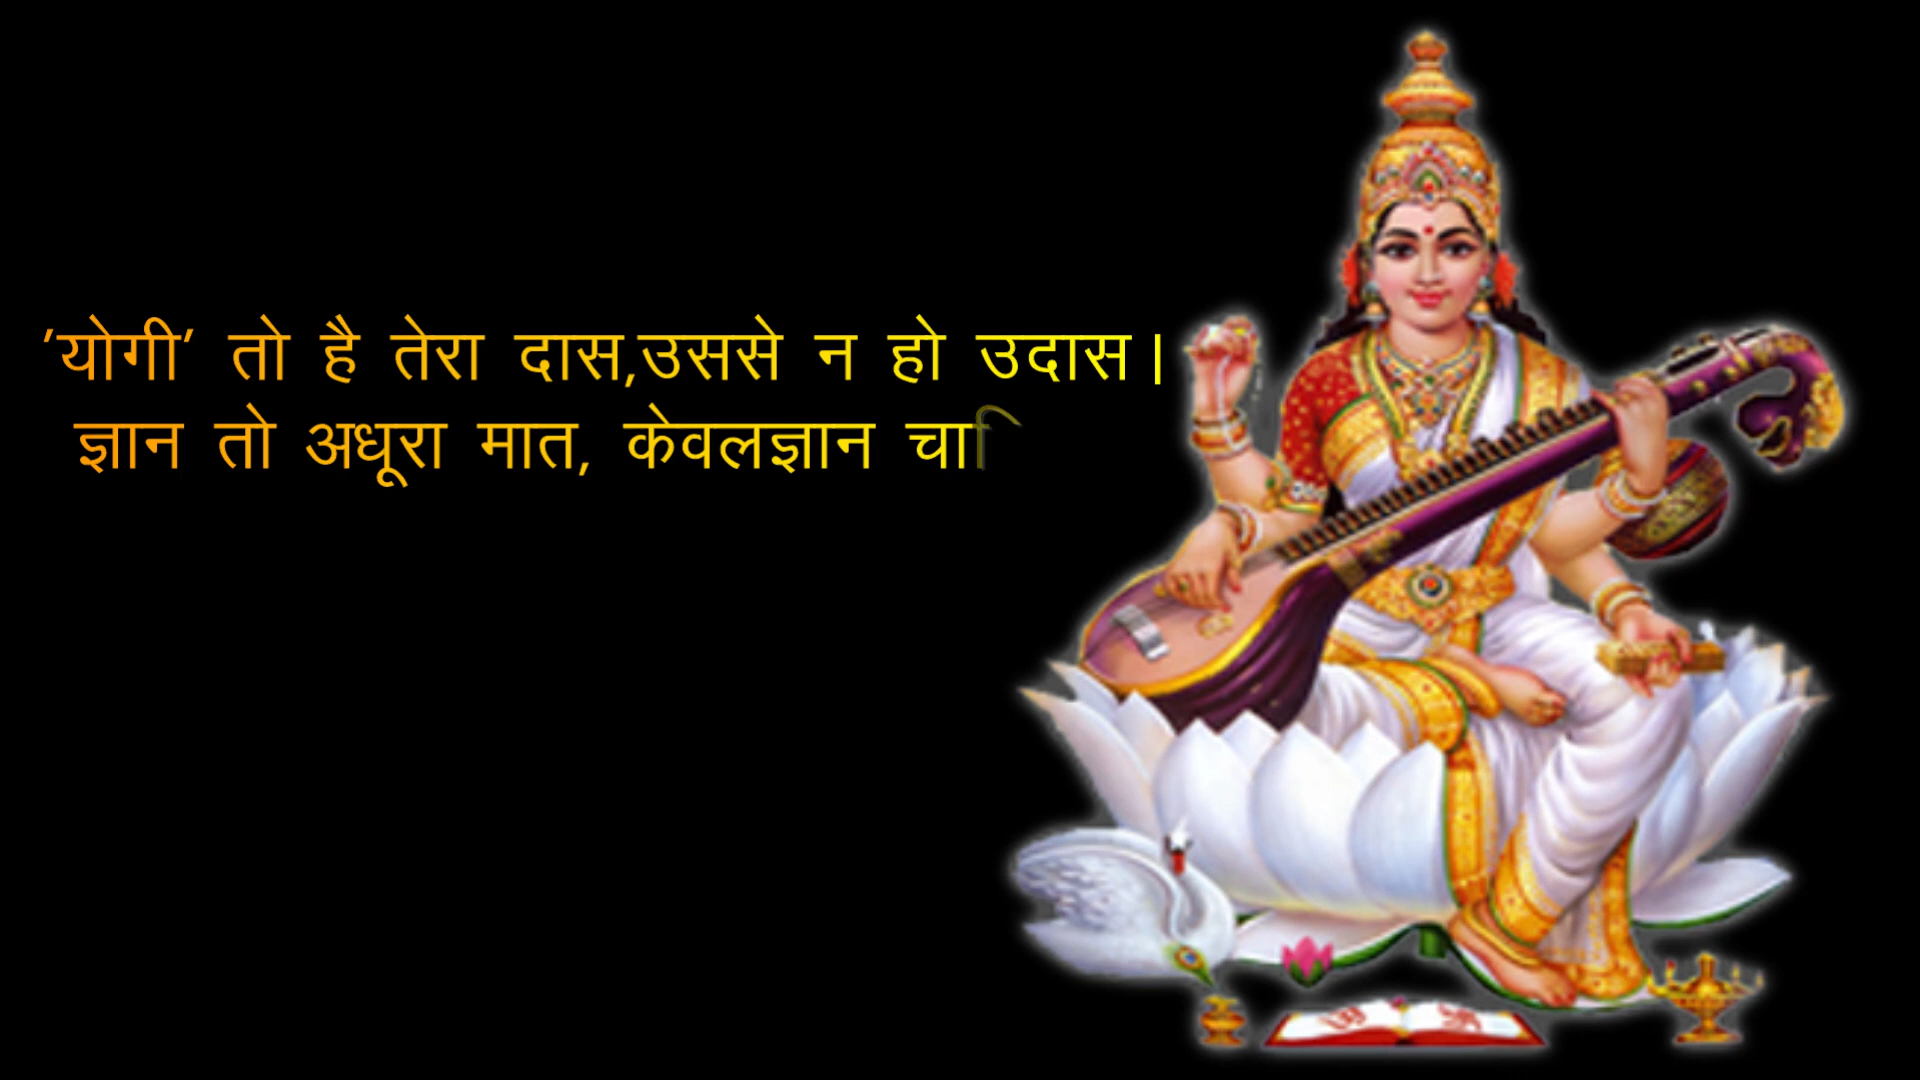 'योगी' तो है तेरा दास,उससे न हो उदास।
ज्ञान तो अधूरा मात, केवलज्ञान चा